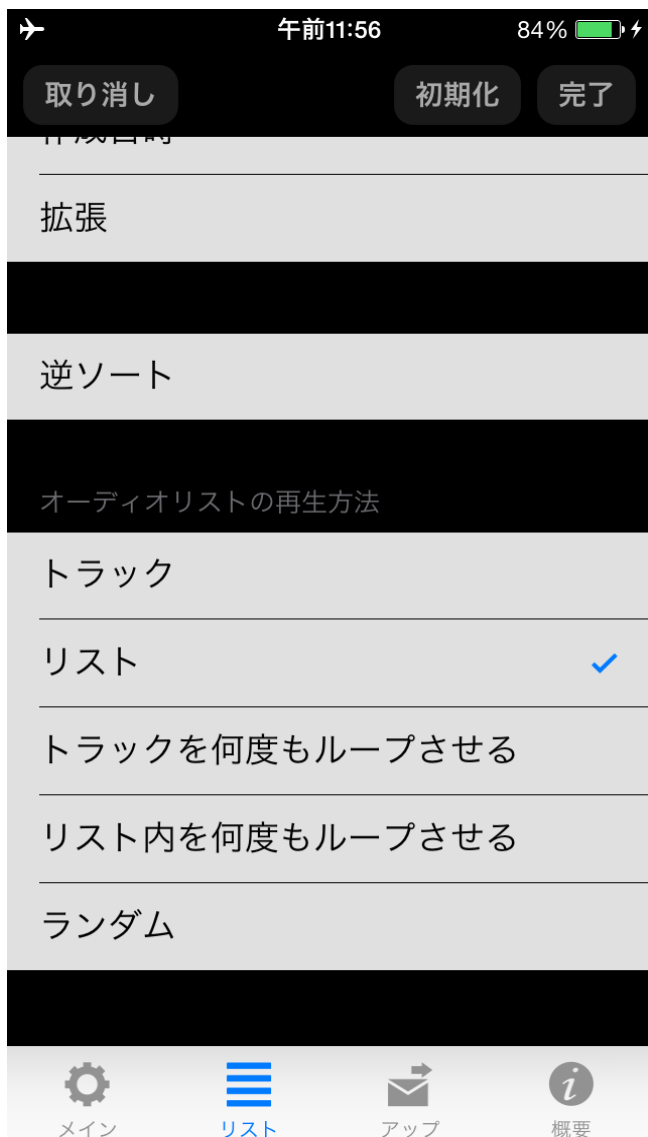 午前11:56
84%
取り消し
初期化
完了
作成日時
拡張
逆ソート
オーディオリストの再生方法
トラック
リスト
トラックを何度もループさせる
リスト内を何度もループさせる
ランダム
メイン
リスト
アップ
概要